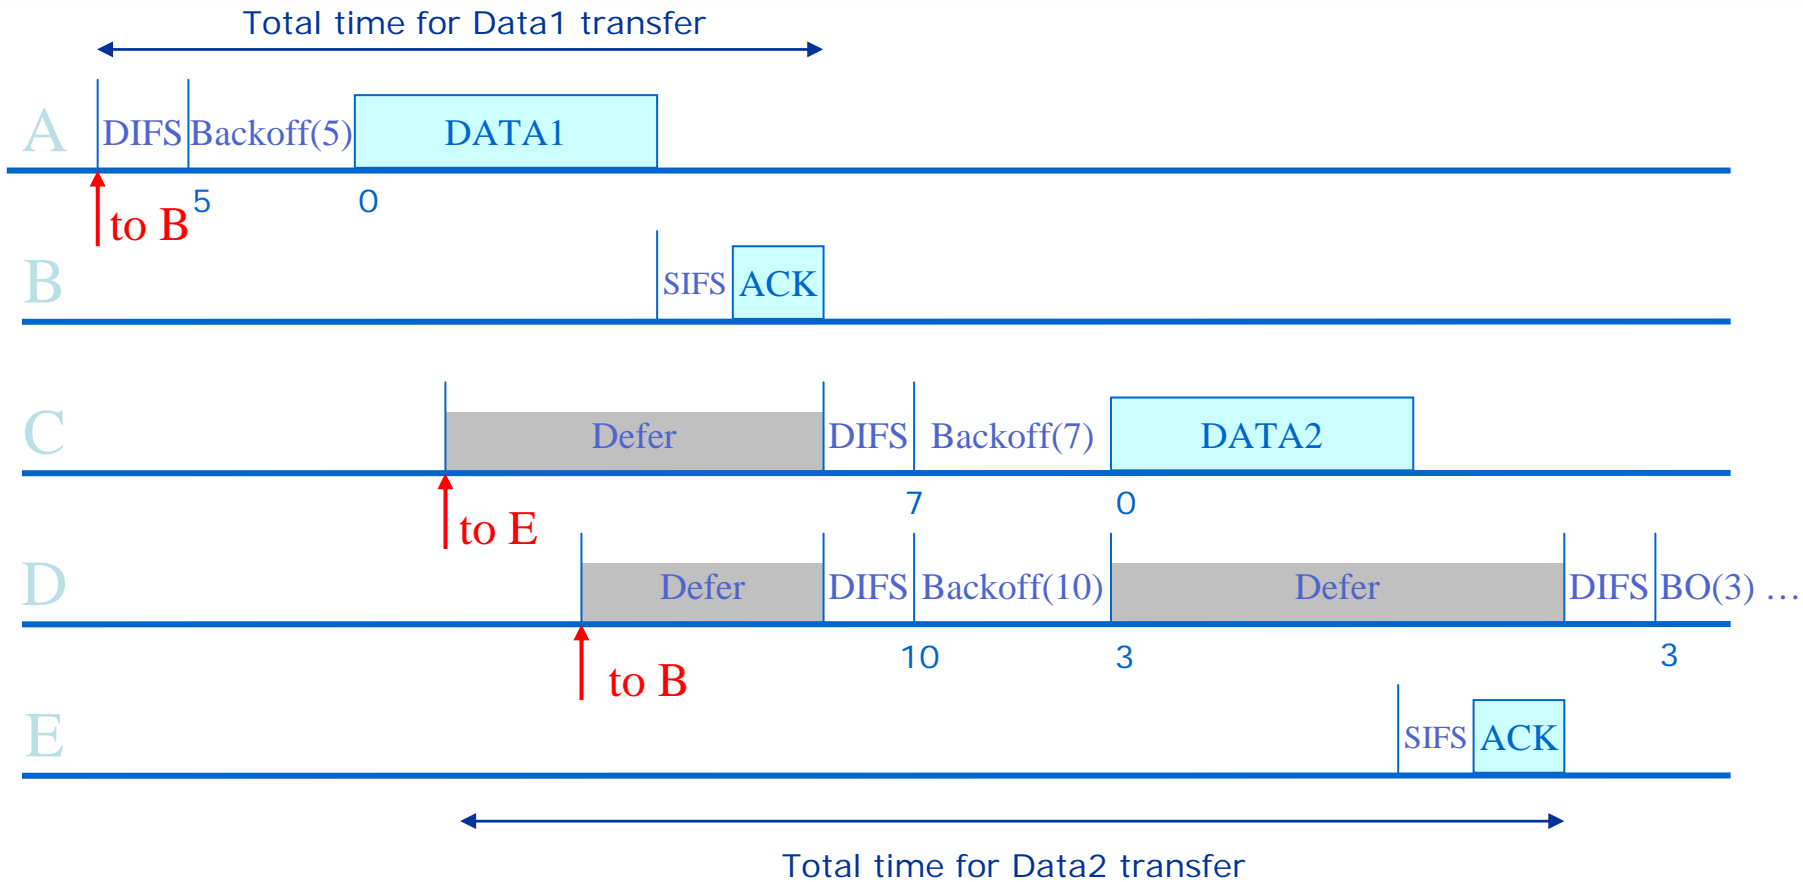 Total time for Data1 transfer
A DIFS Backoff(5) DATA1
5 0
to B
B SIFS ACK
C Defer DIFS Backoff(7) DATA2
7 0
to E
D Defer DIFS Backoff(10) Defer DIFS BO(3) …
10 3 3
to B
E SIFS ACK
Total time for Data2 transfer